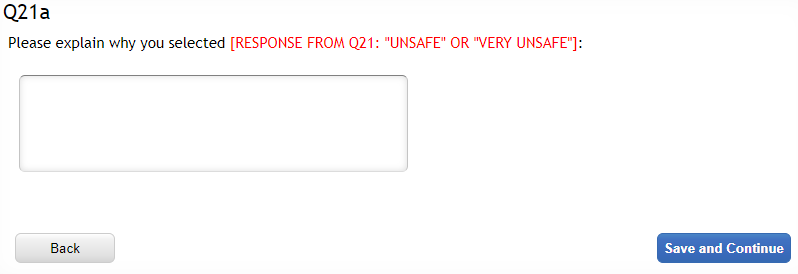 Q21a
Please explain why you selected [RESPONSE FROM Q21: "UNSAFE" OR "VERY UNSAFE"]:
Back
Save and Continue